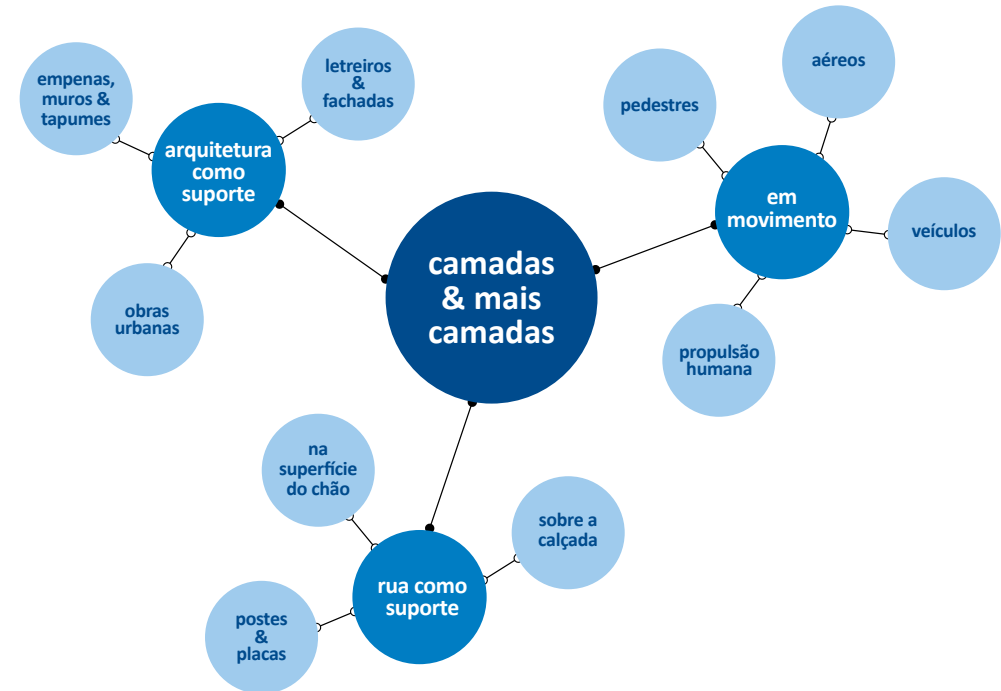 camadas
& mais
camadas
arquitetura
como
suporte
empenas,
muros &
tapumes
letreiros
&
fachadas
obras
urbanas
em
movimento
pedestres
aéreos
veículos
propulsão
humana
rua como
suporte
na
superfície
do chão
sobre a
calçada
postes
&
placas